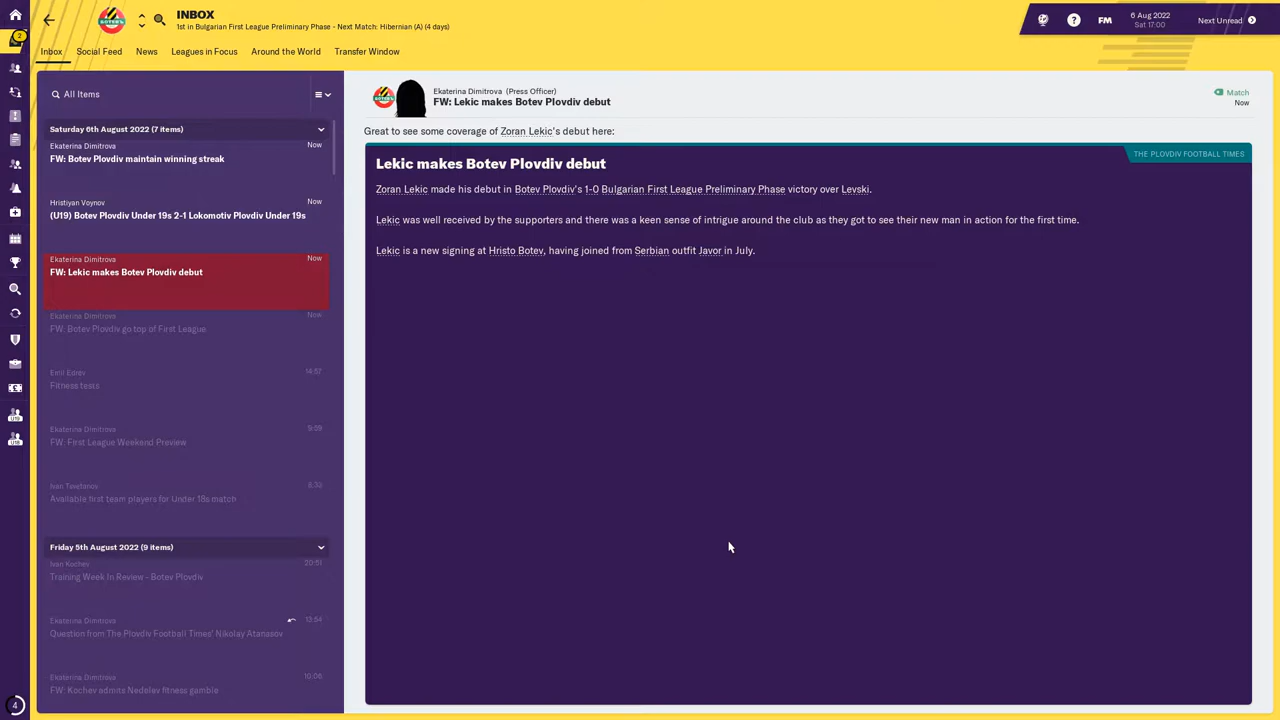 INBOX
1st in Bulgarian First League Preliminary Phase - Next Match: Hibernian (A) (4 days)
FM
6 Aug 2022
Sat 17:00
Next Unread
2
Inbox
Social Feed
News
Leagues in Focus
Around the World
Transfer Window
All Items
Saturday 6th August 2022 (7 items)
Ekaterina Dimitrova
Now
FW: Botev Plovdiv maintain winning streak
Hristiyan Voynov
Now
(U19) Botev Plovdiv Under 19s 2-1 Lokomotiv Plovdiv Under 19s
Ekaterina Dimitrova
Now
FW: Lekic makes Botev Plovdiv debut
Ekaterina Dimitrova
Now
FW: Botev Plovdiv go top of First League
14:57
Fitness tests
Ekaterina Dimitrova
FW: First League Weekend Preview
Ivan Tsvetanov
8:30
Available first team players for Under 19s match
Friday 5th August 2022 (9 items)
Ivan Kochev
20:51
Training Week In Review - Botev Plovdiv
Ekaterina Dimitrova
13:54
Question from The Plovdiv Football Times' Nikolay Atanasov
Ekaterina Dimitrova
10:06
FW: Kochev admits Nedelev fitness gamble
4
U19
U18
Ekaterina Dimitrova (Press Officer)
FW: Lekic makes Botev Plovdiv debut
Match
Now
Great to see some coverage of Zoran Lekic's debut here:
THE PLOVDIV FOOTBALL TIMES
Lekic makes Botev Plovdiv debut
Zoran Lekic made his debut in Botev Plovdiv's 1-0 Bulgarian First League Preliminary Phase victory over Levski.
Lekic was well received by the supporters and there was a keen sense of intrigue around the club as they got to see their new man in action for the first time.
Lekic is a new signing at Hristo Botev, having joined from Serbian outfit Javor in July.